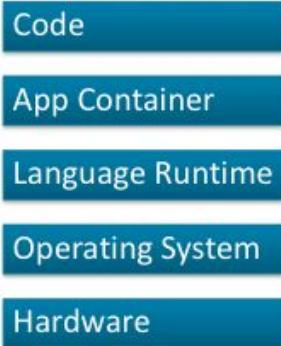 Code
App Container
Language Runtime
Operating System
Hardware